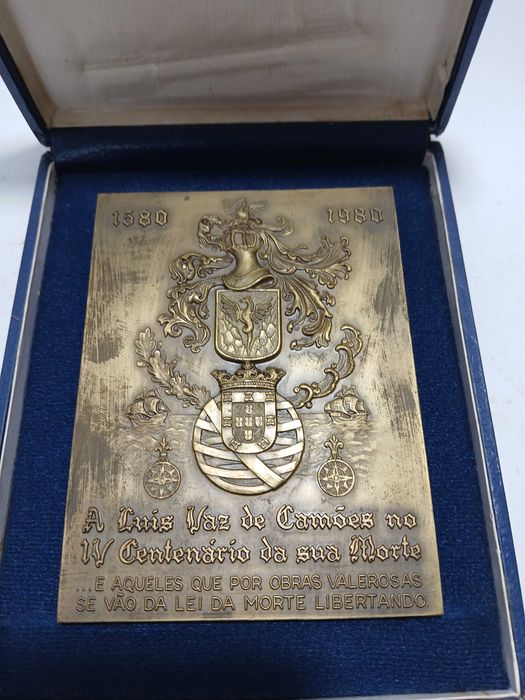 1580 1980
A Luis Vaz de Camões no
IV Centenário da sua Morte
...E AQUELES QUE POR OBRAS VALEROSAS
SE VÃO DA LEI DA MORTE LIBERTANDO